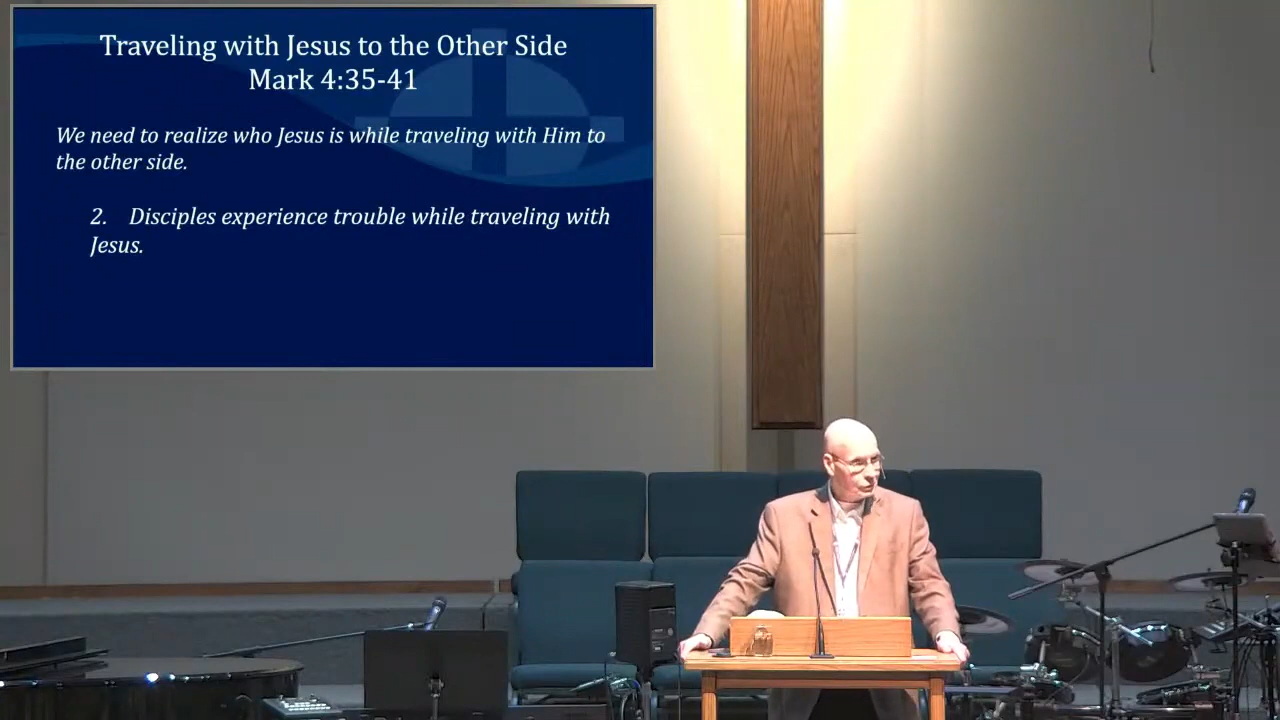 Traveling with Jesus to the Other Side
Mark 4:35-41
We need to realize who Jesus is while traveling with Him to
the other side.
2. Disciples experience trouble while traveling with
Jesus.